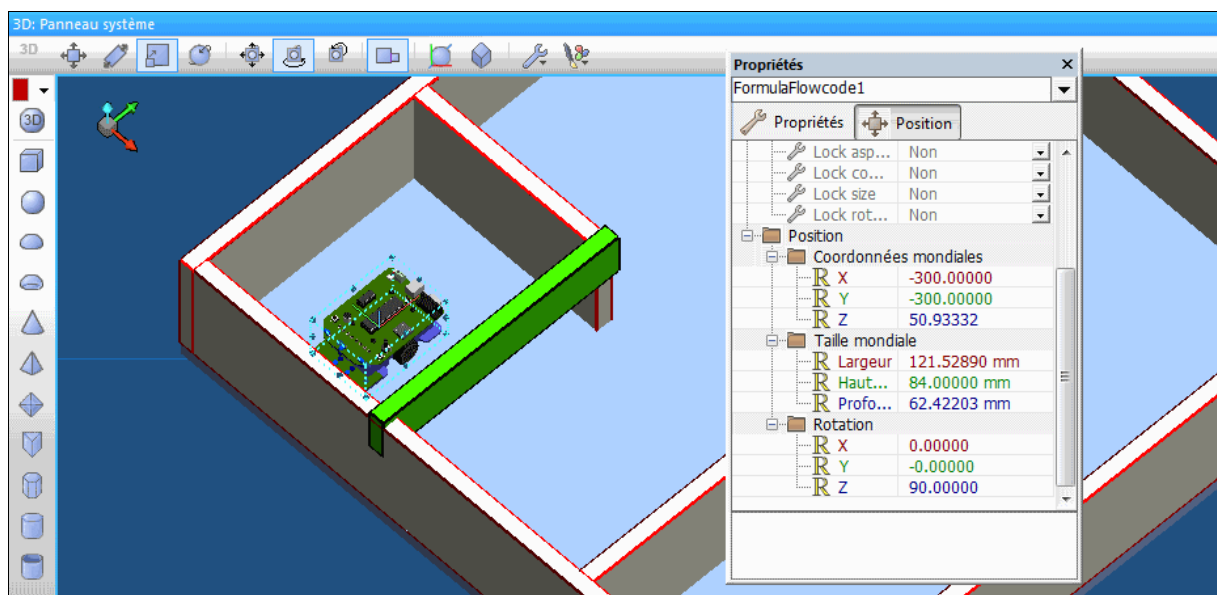 3D: Panneau système
3D
3D
Propriétés
FormulaFlowcode1
Propriétés Position
Lock asp... Non
Lock co... Non
Lock size Non
Lock rot... Non
Position
Coordonnées mondiales
R X -300.00000
R Y -300.00000
R Z 50.93332
Taille mondiale
R Largeur 121.52890 mm
R Haut... 84.00000 mm
R Profo... 62.42203 mm
Rotation
R X 0.00000
R Y -0.00000
R Z 90.00000